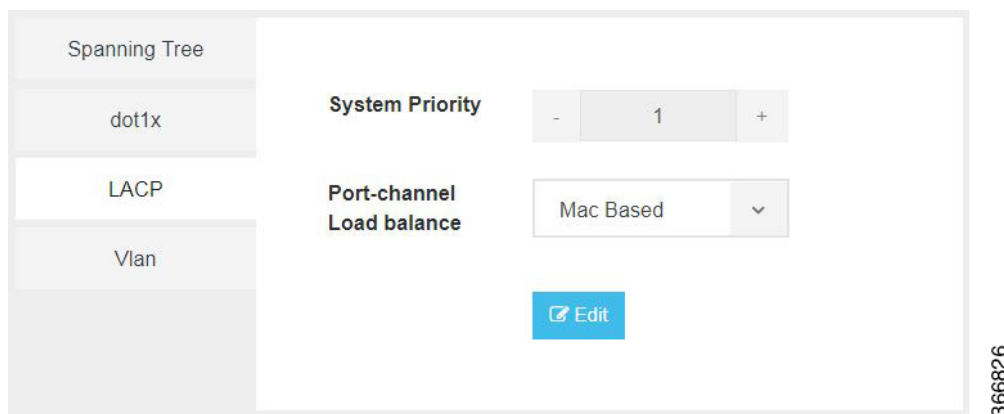 Spanning Tree
dot1x
LACP
Vlan
System Priority
- 1 +
Port-channel
Load balance
Mac Based
Edit
366826